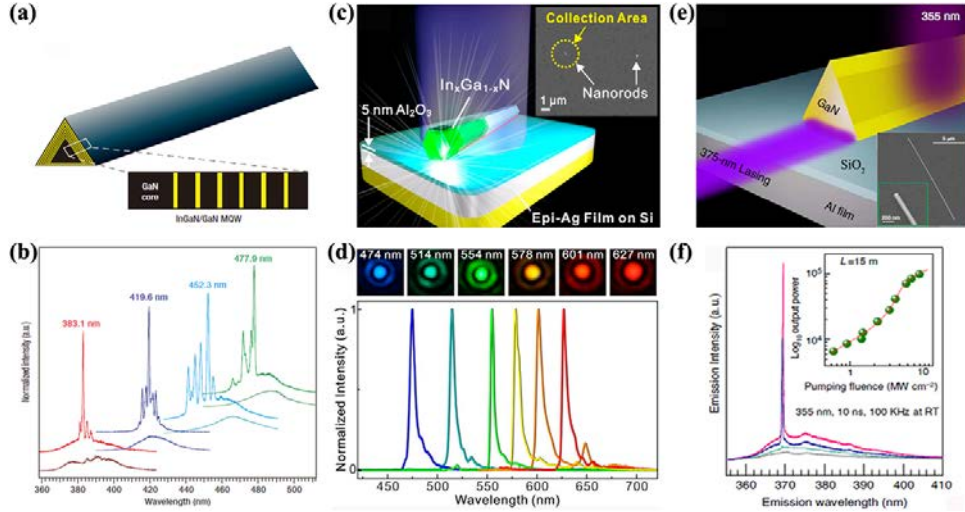 (a)
GaN
core
InGaN/GaN MQW
(b)
Normalized intensity (a.u.)
477.9 nm
452.3 nm
419.6 nm
383.1 nm
360 380 400 420 440 460 480 500
Wavelength (nm)
(c)
Collection Area
Nanorods
1 µm
InxGa1-xN
5 nm Al2O3
Epi-Ag Film on Si
(d)
474 nm 514 nm 554 nm 578 nm 601 nm 627 nm
Normalized Intensity (a.u.)
1 1
0 0
450 500 550 600 650 700
Wavelength (nm)
(e)
355 nm
GaN
375-nm Lasing
SiO2
Al film
5 µm
200 nm
(f)
Emission Intensity (a.u.)
L=15 m
Log10 output power
10⁵
10⁴
1 10
Pumping fluence (MW cm⁻²)
355 nm, 10 ns, 100 KHz at RT
360 370 380 390 400 410
Emission wavelength (nm)